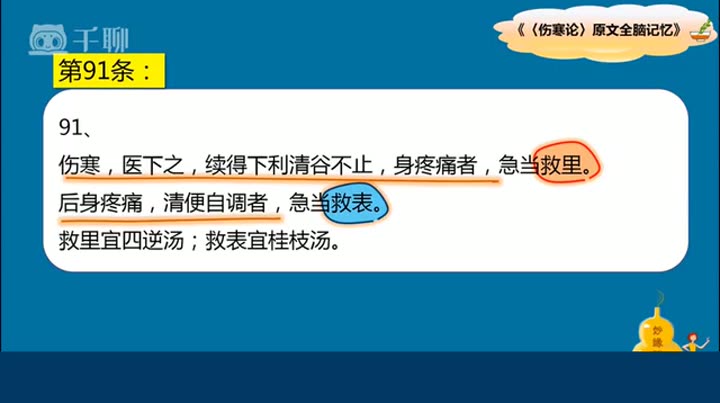 千聊
《〈伤寒论〉原文全脑记忆》
第91条：
91、
伤寒，医下之，续得下利清谷不止，身疼痛者，急当救里。
后身疼痛，清便自调者，急当救表。
救里宜四逆汤；救表宜桂枝汤。
妙
缘